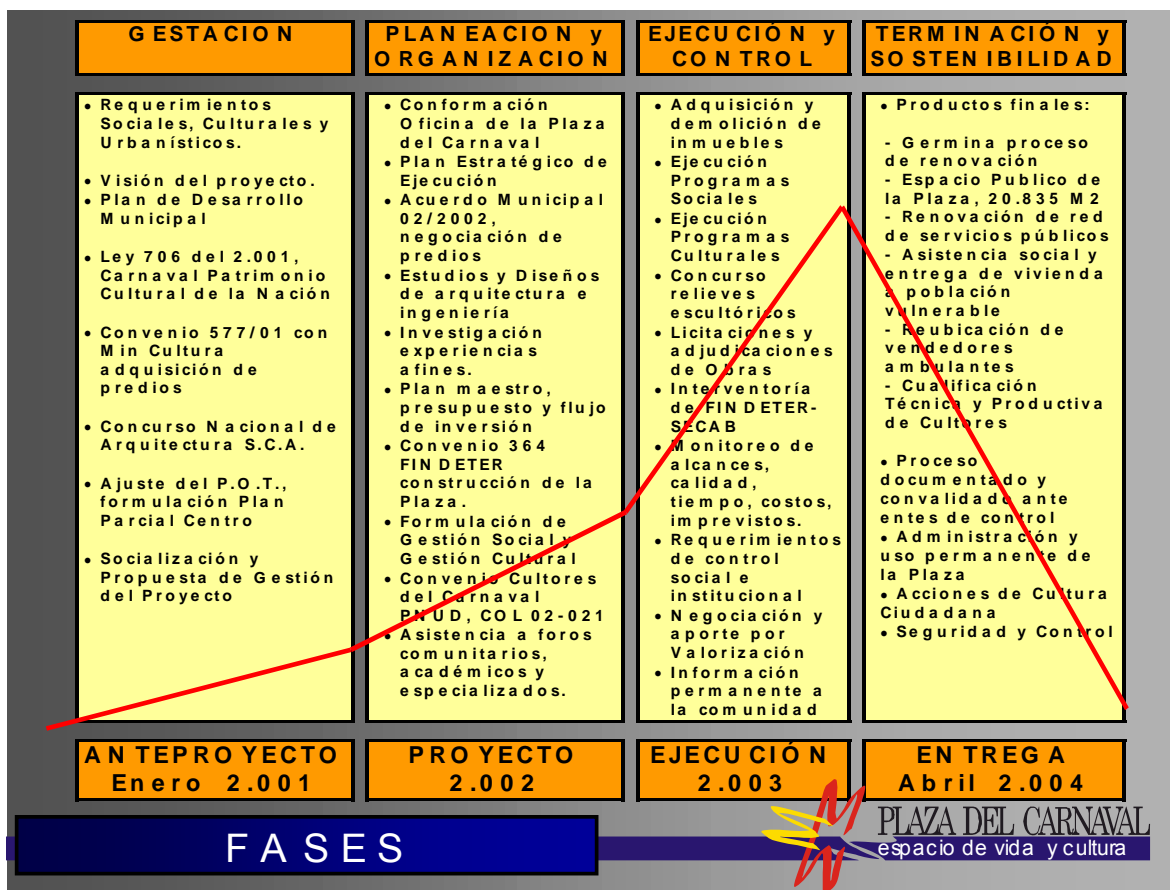 GESTACION
• Requerimientos
Sociales, Culturales y
Urbanísticos.
• Visión del proyecto.
• Plan de Desarrollo
Municipal
• Ley 706 del 2.001,
Carnaval Patrimonio
Cultural de la Nación
• Convenio 577/01 con
Min Cultura
adquisición de
predios
• Concurso Nacional de
Arquitectura S.C.A.
• Ajuste del P.O.T.,
formulación Plan
Parcial Centro
• Socialización y
Propuesta de Gestión
del Proyecto
ANTEPROYECTO
Enero 2.001
PLANEACION y
ORGANIZACION
• Conformación
Oficina de la Plaza
del Carnaval
• Plan Estratégico de
Ejecución
• Acuerdo Municipal
02/2002,
negociación de
predios
• Estudios y Diseños
de arquitectura e
ingeniería
• Investigación
experiencias
afines.
• Plan maestro,
presupuesto y flujo
de inversión
• Convenio 364
FINDETER
construcción de la
Plaza.
• Formulación de
Gestión Social y
Gestión Cultural
• Convenio Cultores
del Carnaval
PNUD, COL 02-021
• Asistencia a foros
comunitarios,
académicos y
especializados.
PROYECTO
2.002
EJECUCIÓN y
CONTROL
• Adquisición y
demolición de
inmuebles
• Ejecución
Programas
Sociales
• Ejecución
Programas
Culturales
• Concurso
relieves
escultóricos
• Licitaciones y
adjudicaciones
de Obras
• Interventoría
de FINDETER-
SECAB
• Monitoreo de
alcances,
calidad,
tiempo, costos,
imprevistos.
• Requerimientos
de control
social e
institucional
• Negociación y
aporte por
Valorización
• Información
permanente a
la comunidad
EJECUCIÓN
2.003
TERMINACIÓN y
SOSTENIBILIDAD
• Productos finales:
- Germina proceso
de renovación
- Espacio Publico de
la Plaza, 20.835 M2
- Renovación de red
de servicios públicos
- Asistencia social y
entrega de vivienda
a población
vulnerable
- Reubicación de
vendedores
ambulantes
- Cualificación
Técnica y Productiva
de Cultores
• Proceso
documentado y
convalidado ante
entes de control
• Administración y
uso permanente de
la Plaza
• Acciones de Cultura
Ciudadana
• Seguridad y Control
ENTREGA
Abril 2.004
FASES
PLAZA DEL CARNAVAL
espacio de vida y cultura